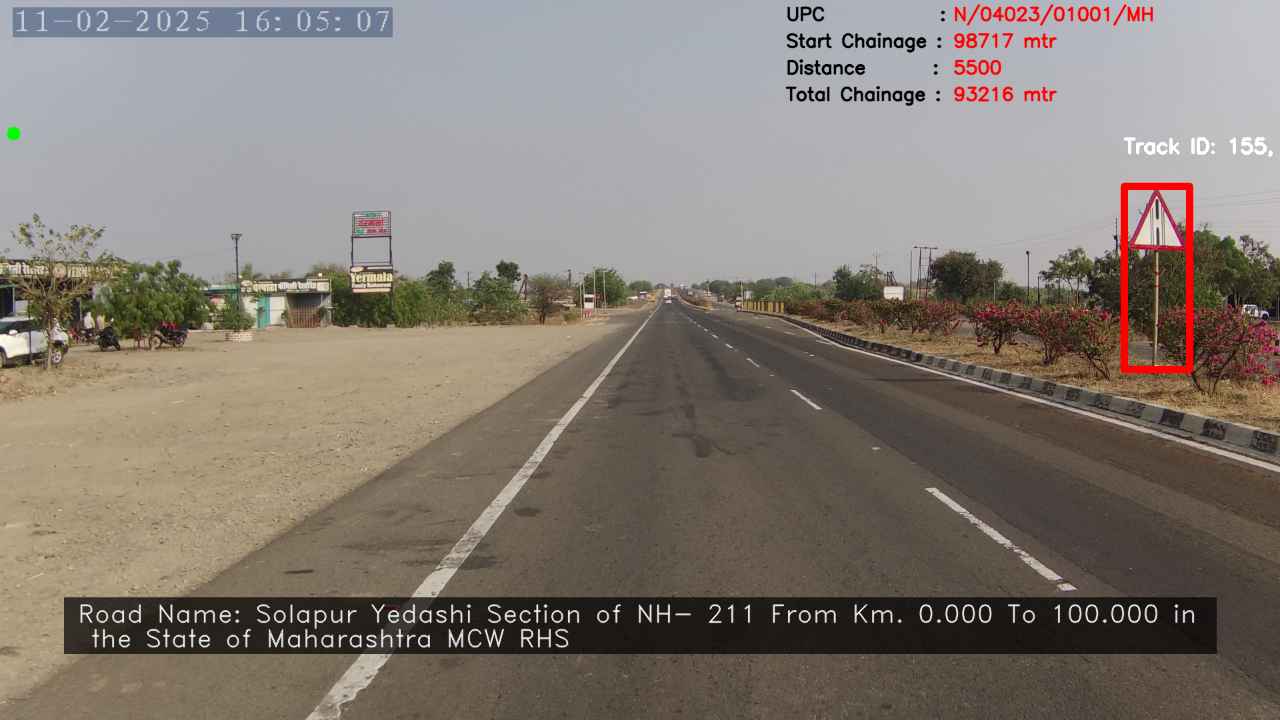 11-02-2025 16:05:07
UPC : N/04023/01001/MH
Start Chainage : 98717 mtr
Distance : 5500
Total Chainage : 93216 mtr
Track ID: 155,
Yermala
Road Name: Solapur Yedashi Section of NH- 211 From Km. 0.000 To 100.000 in
the State of Maharashtra MCW RHS